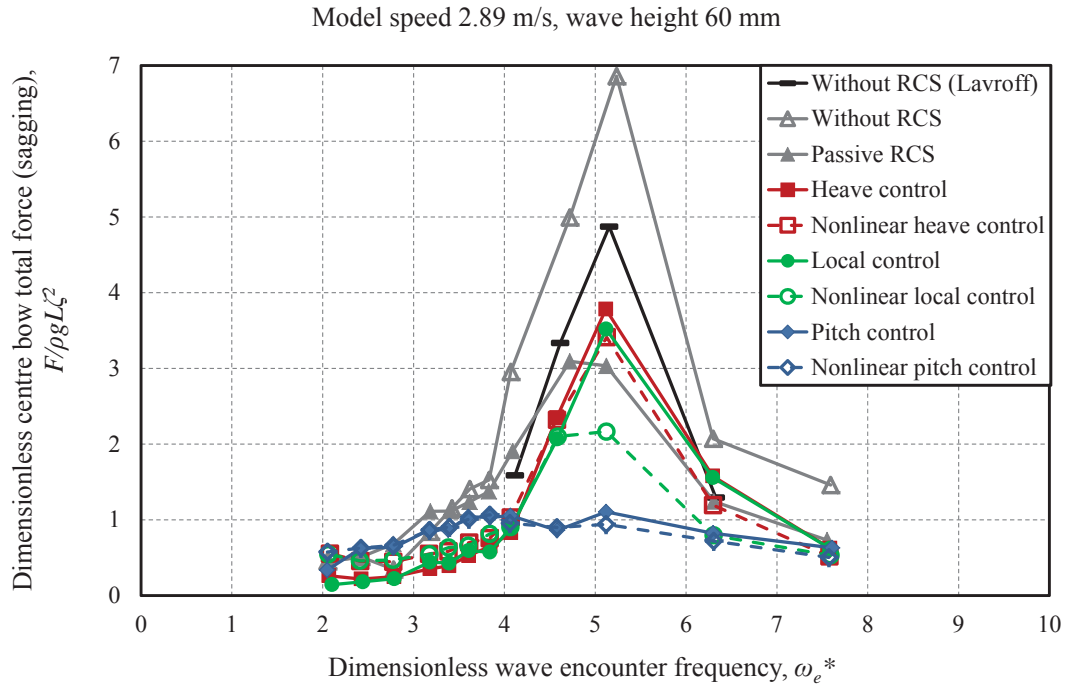 Model speed 2.89 m/s, wave height 60 mm
Dimensionless centre bow total force (sagging),
F/ρgLζ²
7
6
5
4
3
2
1
0
Without RCS (Lavroff)
Without RCS
Passive RCS
Heave control
Nonlinear heave control
Local control
Nonlinear local control
Pitch control
Nonlinear pitch control
0 1 2 3 4 5 6 7 8 9 10
Dimensionless wave encounter frequency, ωₑ*